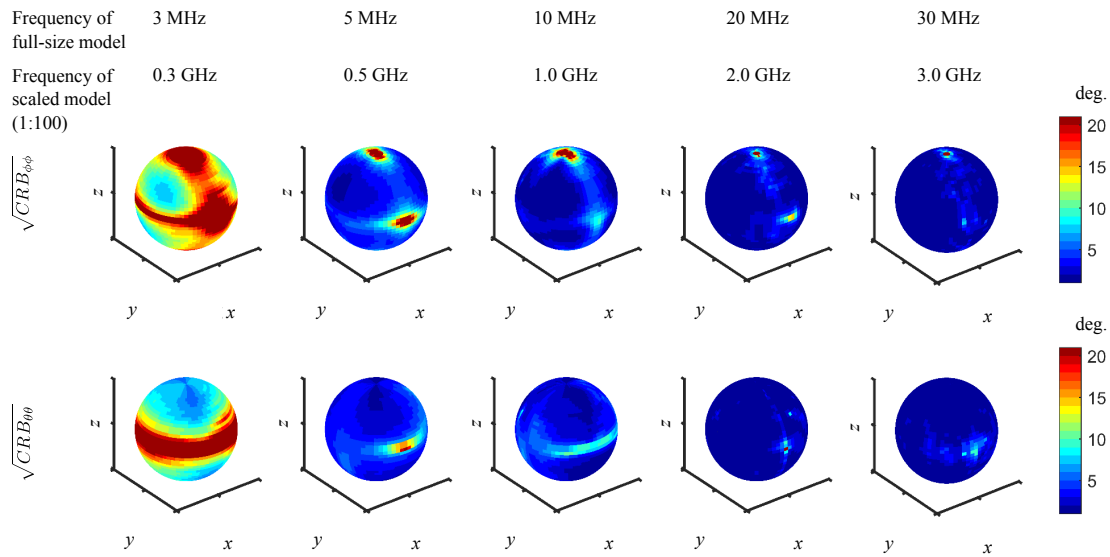 Frequency of full-size model 3 MHz 5 MHz 10 MHz 20 MHz 30 MHz
Frequency of scaled model (1:100) 0.3 GHz 0.5 GHz 1.0 GHz 2.0 GHz 3.0 GHz
deg.
√CRB_ϕϕ
z z z z z
20
15
10
5
y x y x y x y x y x
deg.
√CRB_θθ
z z z z z
20
15
10
5
y x y x y x y x y x